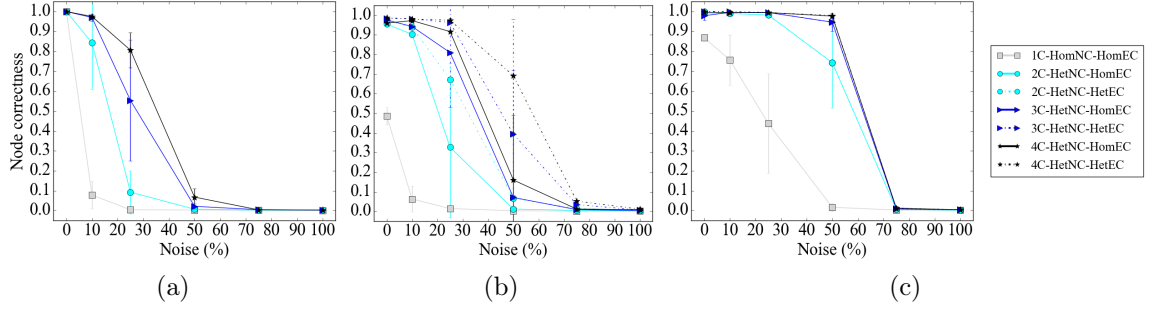 Node correctness
1.0
0.9
0.8
0.7
0.6
0.5
0.4
0.3
0.2
0.1
0.0
0 10 20 30 40 50 60 70 80 90 100
Noise (%)
(a)
1.0
0.9
0.8
0.7
0.6
0.5
0.4
0.3
0.2
0.1
0.0
0 10 20 30 40 50 60 70 80 90 100
Noise (%)
(b)
1.0
0.9
0.8
0.7
0.6
0.5
0.4
0.3
0.2
0.1
0.0
0 10 20 30 40 50 60 70 80 90 100
Noise (%)
(c)
1C-HomNC-HomEC
2C-HetNC-HomEC
2C-HetNC-HetEC
3C-HetNC-HomEC
3C-HetNC-HetEC
4C-HetNC-HomEC
4C-HetNC-HetEC